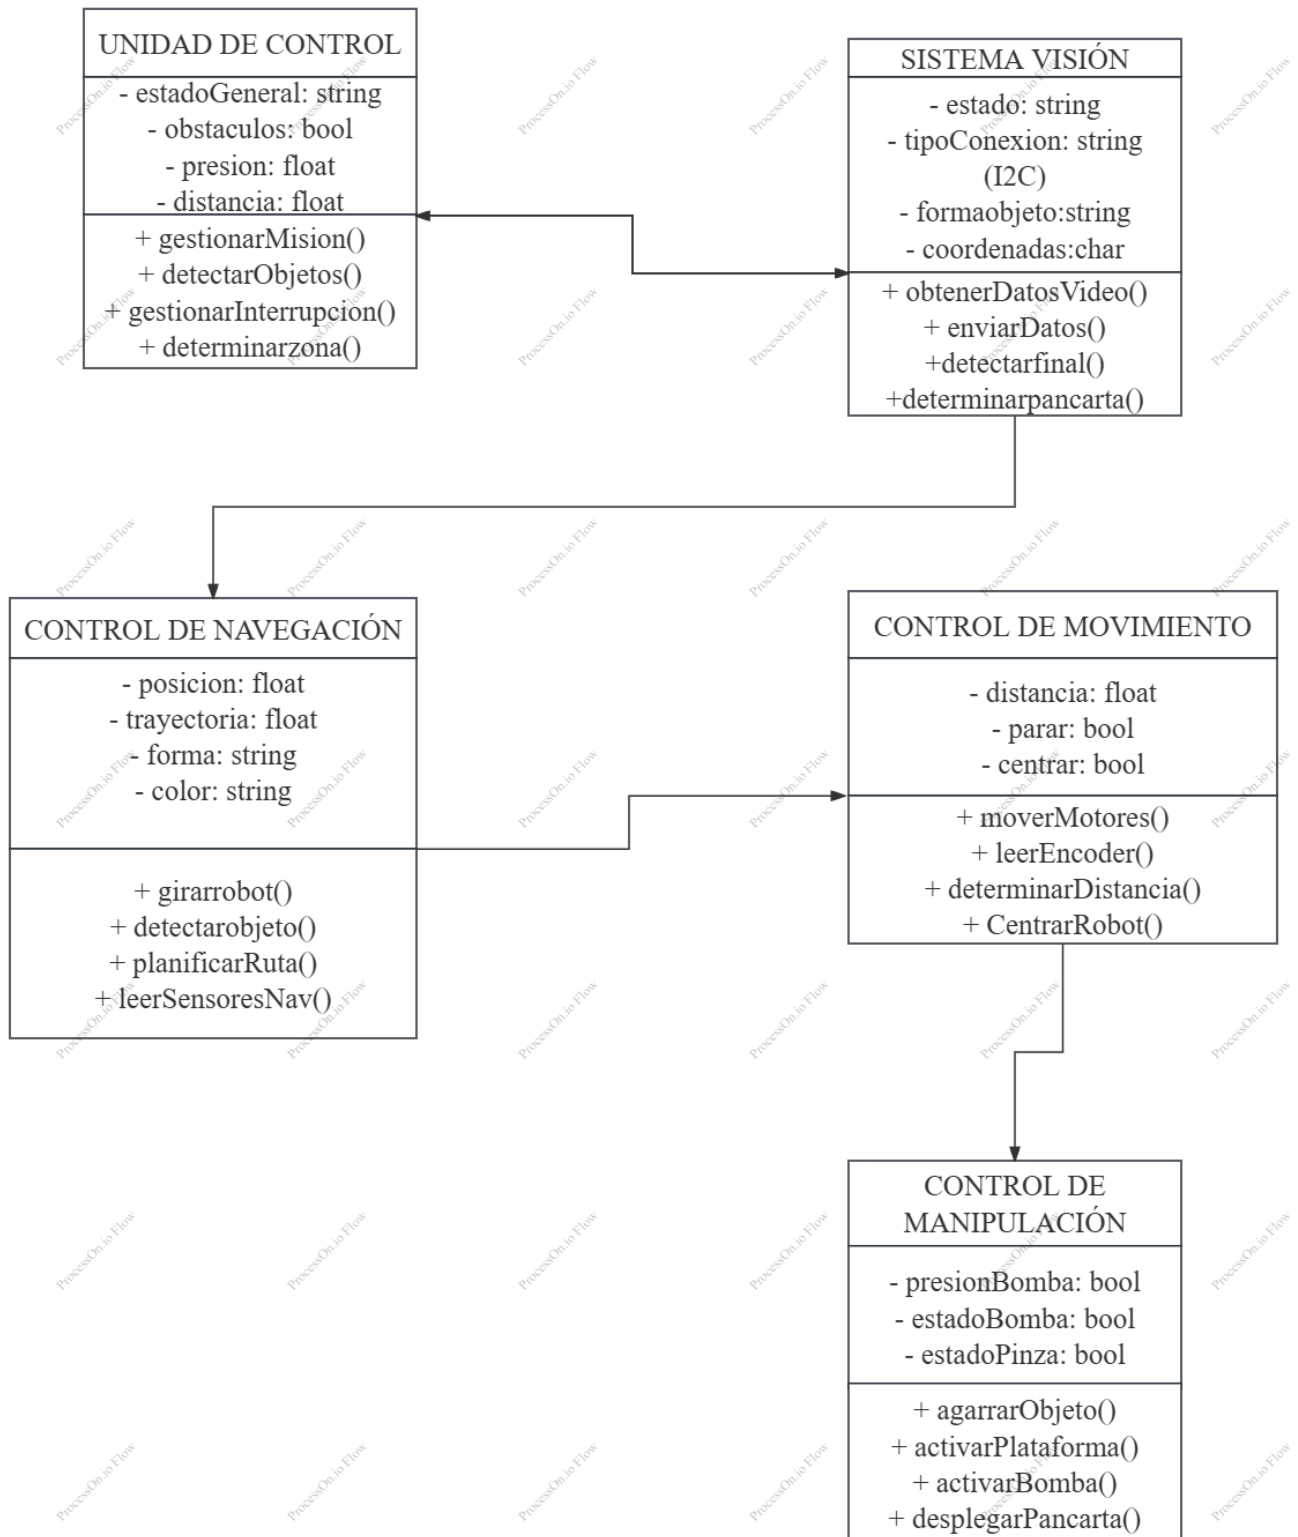 UNIDAD DE CONTROL
- estadoGeneral: string
- obstaculos: bool
- presion: float
- distancia: float
+ gestionarMision()
+ detectarObjetos()
+ gestionarInterrupcion()
+ determinarzona()
SISTEMA VISIÓN
- estado: string
- tipoConexion: string
(I2C)
- formaobjeto:string
- coordenadas:char
+ obtenerDatosVideo()
+ enviarDatos()
+detectarfinal()
+determinarpancarta()
CONTROL DE NAVEGACIÓN
- posicion: float
- trayectoria: float
- forma: string
- color: string
+ girarrobot()
+ detectarobjeto()
+ planificarRuta()
+ leerSensoresNav()
CONTROL DE MOVIMIENTO
- distancia: float
- parar: bool
- centrar: bool
+ moverMotores()
+ leerEncoder()
+ determinarDistancia()
+ CentrarRobot()
CONTROL DE
MANIPULACIÓN
- presionBomba: bool
- estadoBomba: bool
- estadoPinza: bool
+ agarrarObjeto()
+ activarPlataforma()
+ activarBomba()
+ desplegarPancarta()
ProcessOn.io Flow